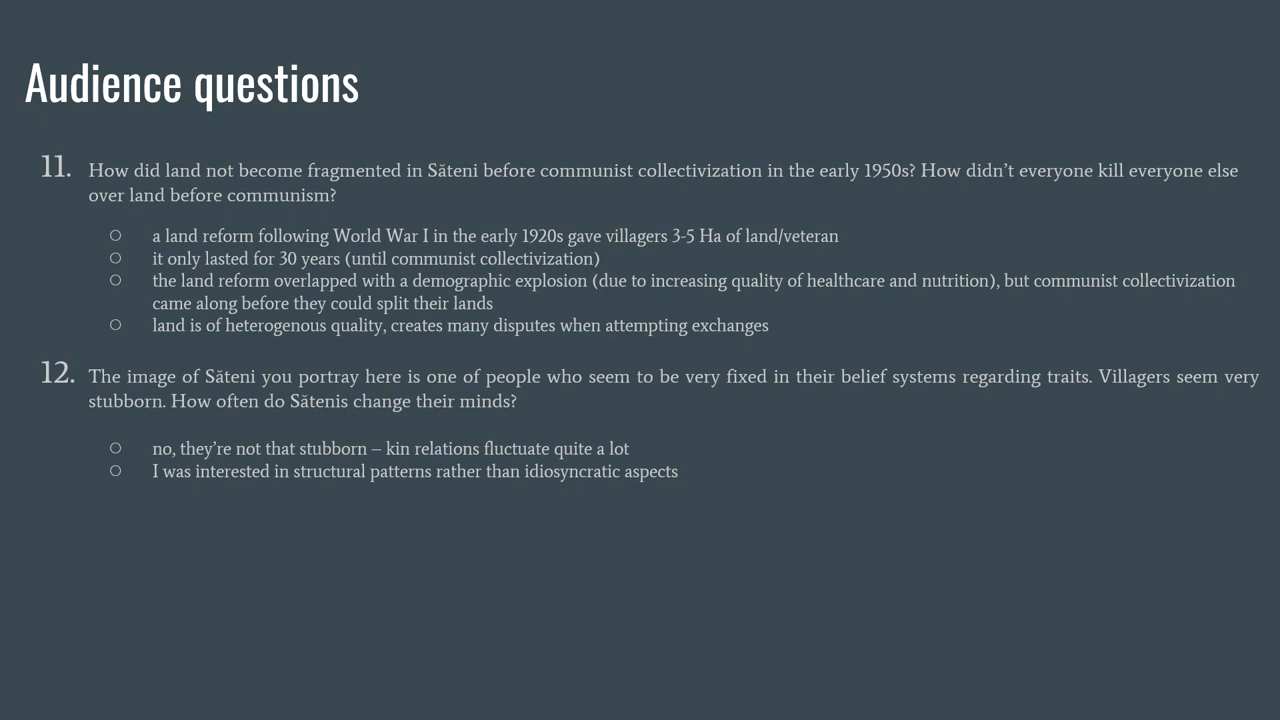 Audience questions
11. How did land not become fragmented in Săteni before communist collectivization in the early 1950s? How didn’t everyone kill everyone else
over land before communism?
○ a land reform following World War I in the early 1920s gave villagers 3-5 Ha of land/veteran
○ it only lasted for 30 years (until communist collectivization)
○ the land reform overlapped with a demographic explosion (due to increasing quality of healthcare and nutrition), but communist collectivization
came along before they could split their lands
○ land is of heterogenous quality, creates many disputes when attempting exchanges
12. The image of Săteni you portray here is one of people who seem to be very fixed in their belief systems regarding traits. Villagers seem very
stubborn. How often do Sătenis change their minds?
○ no, they’re not that stubborn – kin relations fluctuate quite a lot
○ I was interested in structural patterns rather than idiosyncratic aspects